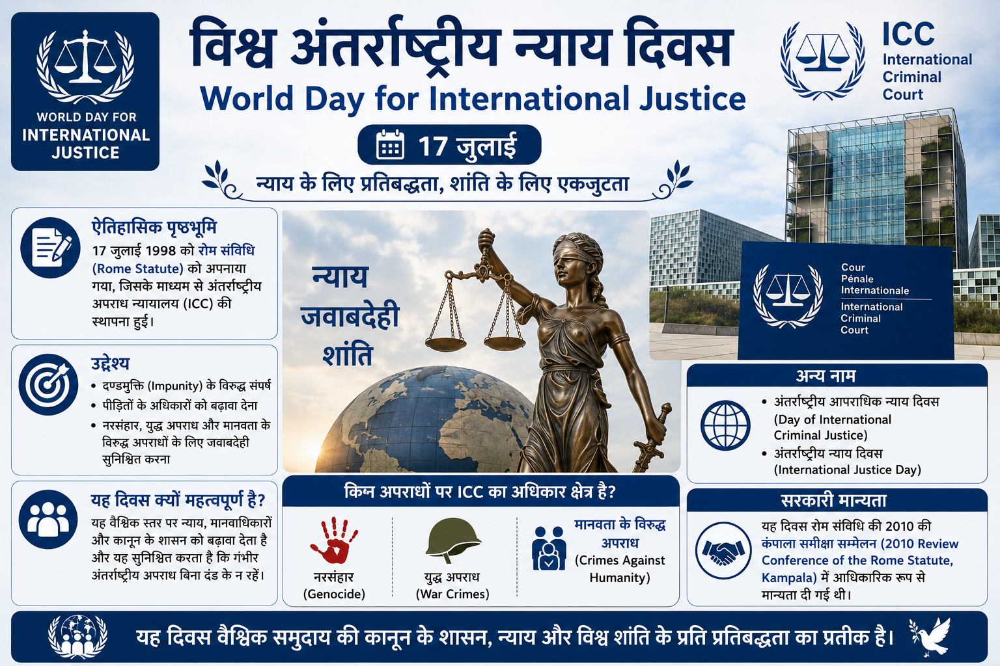 WORLD DAY FOR
INTERNATIONAL
JUSTICE
विश्व अंतर्राष्ट्रीय न्याय दिवस
World Day for International Justice
17 जुलाई
न्याय के लिए प्रतिबद्धता, शांति के लिए एकजुटता
ICC
International
Criminal
Court
ऐतिहासिक पृष्ठभूमि
17 जुलाई 1998 को रोम संविधि
(Rome Statute) को अपनाया
गया, जिसके माध्यम से अंतर्राष्ट्रीय
अपराध न्यायालय (ICC) की
स्थापना हुई।
उद्देश्य
• दण्डमुक्ति (Impunity) के विरुद्ध संपर्ष
• पीड़ितों के अधिकारों को बढ़ावा देना
• नरसंहार, युद्ध अपराध और मानवता के
विरुद्ध अपराधों के लिए जवाबदेही
सुनिश्चित करना
यह दिवस क्यों महत्वपूर्ण है?
यह वैश्विक स्तर पर न्याय, मानवाधिकारों
और कानून के शासन को बढ़ावा देता है
और यह सुनिश्चित करता है कि गंभीर
अंतर्राष्ट्रीय अपराध बिना दंड के न रहें।
न्याय
जवाबदेही
शांति
Cour
Pénale
Internationale
International
Criminal
Court
किग्न अपराधों पर ICC का अधिकार क्षेत्र है?
नरसंहार
(Genocide)
युद्ध अपराध
(War Crimes)
मानवता के विरुद्ध
अपराध
(Crimes Against
Humanity)
अन्य नाम
• अंतर्राष्ट्रीय आपराधिक न्याय दिवस
(Day of International
Criminal Justice)
• अंतर्राष्ट्रीय न्याय दिवस
(International Justice Day)
सरकारी मान्यता
यह दिवस रोम संविधि की 2010 की
कंपाला समीक्षा सम्मेलन (2010 Review
Conference of the Rome Statute,
Kampala) में आधिकारिक रूप से
मान्यता दी गई थी।
यह दिवस वैश्विक समुदाय की कानून के शासन, न्याय और विश्व शांति के प्रति प्रतिबद्धता का प्रतीक है।